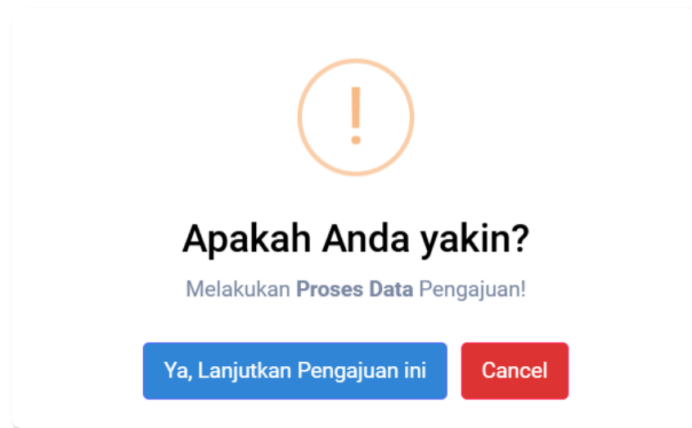 Apakah Anda yakin?
Melakukan Proses Data Pengajuan!
Ya, Lanjutkan Pengajuan ini
Cancel